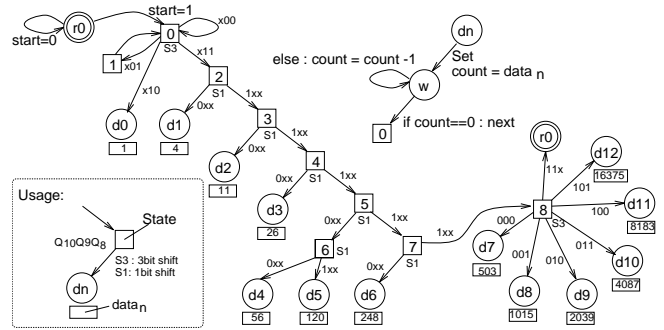 start=1
x00
start=0
r0
0
S3
1
x01
x11
x10
2
S1
0xx
1xx
d0
1
d1
4
3
S1
0xx
1xx
d2
11
4
S1
0xx
1xx
d3
26
5
S1
0xx
1xx
6
S1
7
S1
0xx
1xx
0xx
1xx
d4
56
d5
120
d6
248
dn
Set
count = data n
else : count = count -1
w
0
if count==0 : next
r0
d12
16375
11x
101
8
S3
100
d11
8183
000
d7
503
011
d10
4087
001
d8
1015
010
d9
2039
Usage:
State
Q10Q9Q8
S3 : 3bit shift
S1: 1bit shift
dn
data n